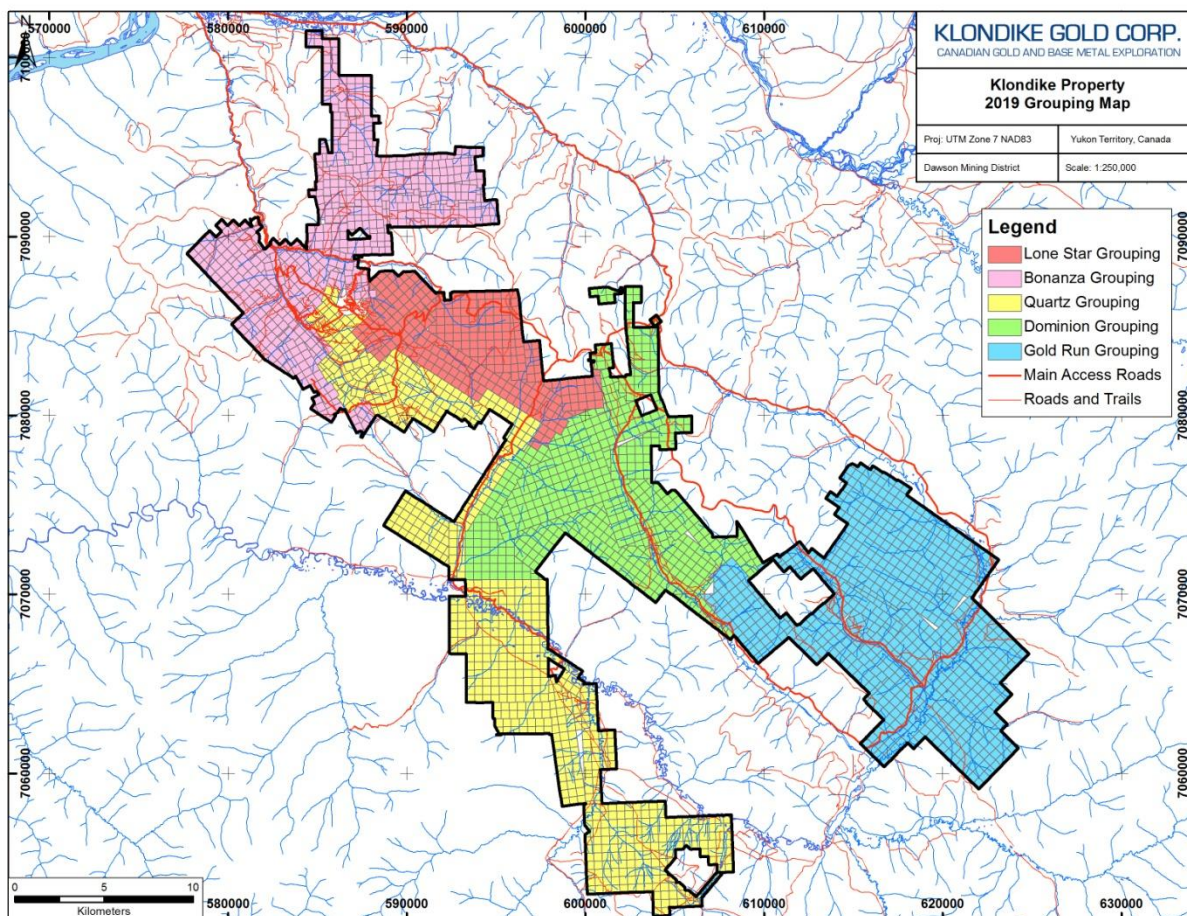 570000
580000
590000
600000
610000
KLONDIKE GOLD CORP.
CANADIAN GOLD AND BASE METAL EXPLORATION
Klondike Property
2019 Grouping Map
Proj: UTM Zone 7 NAD83
Yukon Territory, Canada
Dawson Mining District
Scale: 1:250,000
N
7100000
7090000
7090000
Legend
Lone Star Grouping
Bonanza Grouping
Quartz Grouping
Dominion Grouping
Gold Run Grouping
Main Access Roads
Roads and Trails
7080000
7080000
7070000
7070000
7060000
7060000
0 5 10
Kilometers
580000
590000
600000
610000
620000
630000